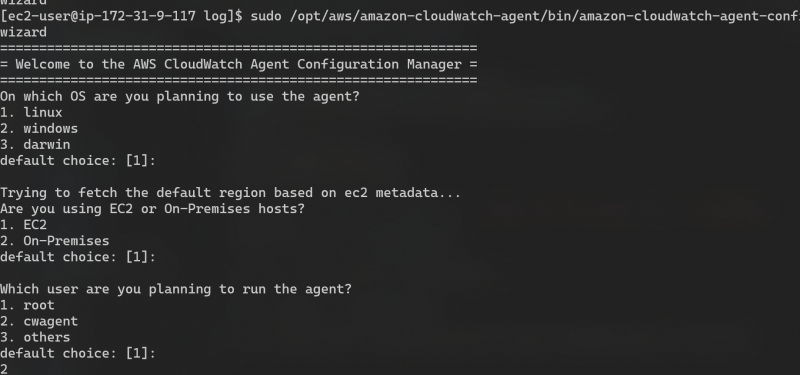 wizard
[ec2-user@ip-172-31-9-117 log]$ sudo /opt/aws/amazon-cloudwatch-agent/bin/amazon-cloudwatch-agent-confi
wizard
============================================================
= Welcome to the AWS CloudWatch Agent Configuration Manager =
============================================================
On which OS are you planning to use the agent?
1. linux
2. windows
3. darwin
default choice: [1]:
Trying to fetch the default region based on ec2 metadata...
Are you using EC2 or On-Premises hosts?
1. EC2
2. On-Premises
default choice: [1]:
Which user are you planning to run the agent?
1. root
2. cwagent
3. others
default choice: [1]:
2